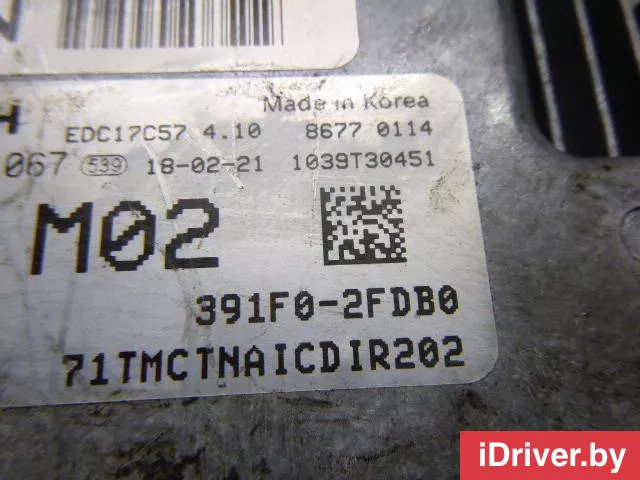 Made in Korea
H
EDC17C57 4.10 8677 0114
067 539 18-02-21 1039T30451
M02
391F0-2FDB0
71TMCTNAICDIR202
iDriver.by